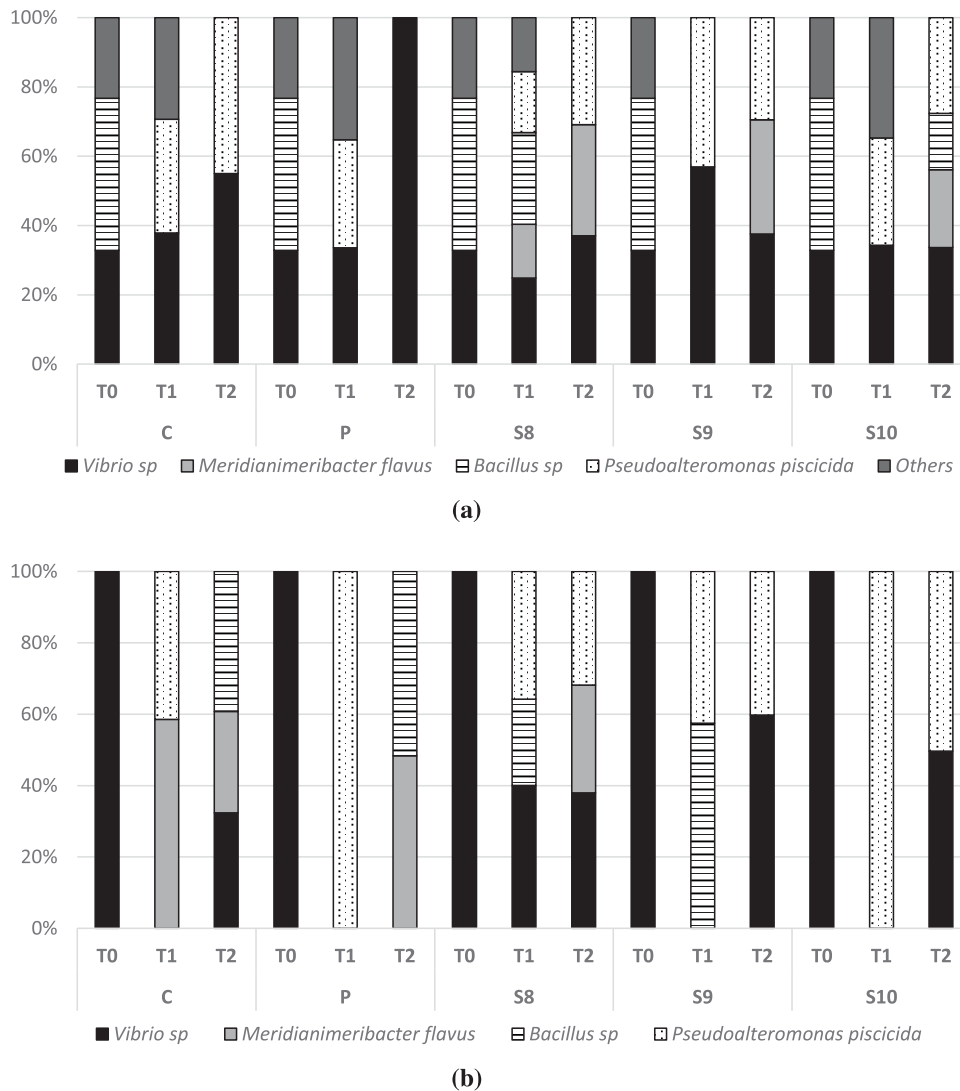 100%
80%
60%
40%
20%
0%
T0 T1 T2 T0 T1 T2 T0 T1 T2 T0 T1 T2 T0 T1 T2
C P S8 S9 S10
Vibrio sp Meridianimeribacter flavus Bacillus sp Pseudoalteromonas piscicida Others
(a)
100%
80%
60%
40%
20%
0%
T0 T1 T2 T0 T1 T2 T0 T1 T2 T0 T1 T2 T0 T1 T2
C P S8 S9 S10
Vibrio sp Meridianimeribacter flavus Bacillus sp Pseudoalteromonas piscicida
(b)